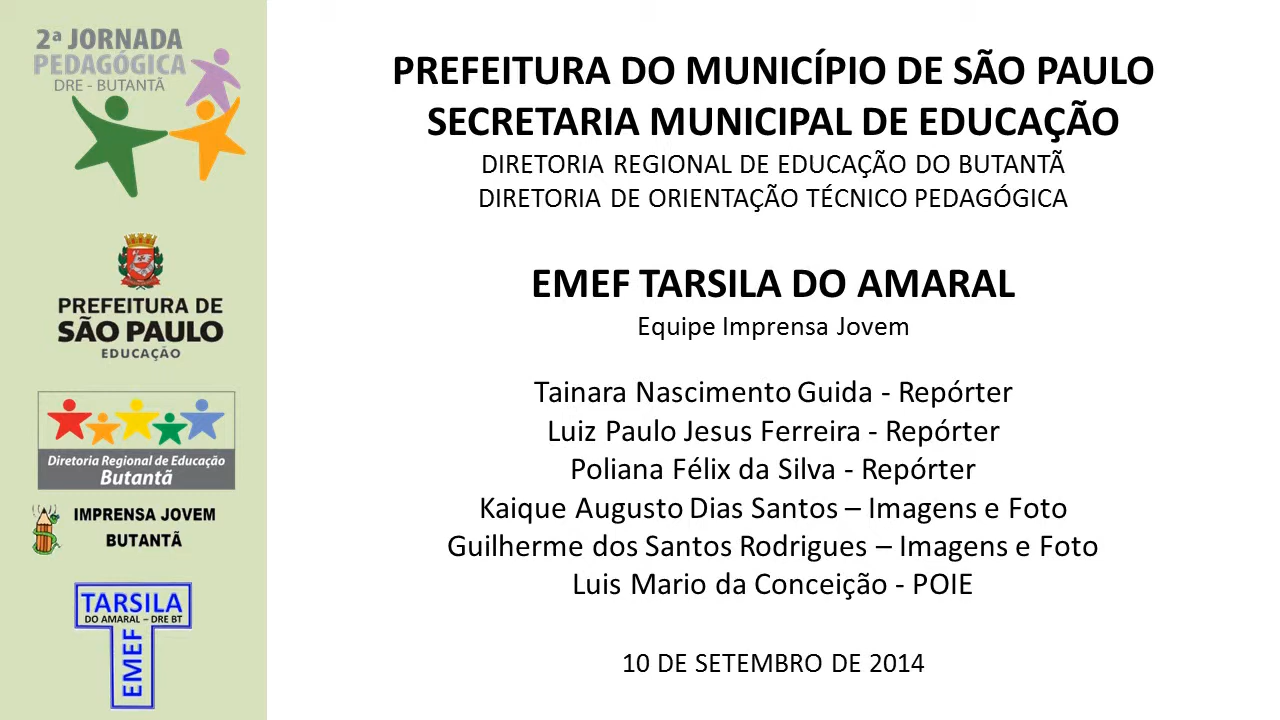 2ª JORNADA
PEDAGÓGICA
DRE - BUTANTÃ
PREFEITURA DE
SÃO PAULO
EDUCAÇÃO
Diretoria Regional de Educação
Butantã
IMPRENSA JOVEM
BUTANTÃ
TARSILA
DO AMARAL – DRE BT
EMEF
PREFEITURA DO MUNICÍPIO DE SÃO PAULO
SECRETARIA MUNICIPAL DE EDUCAÇÃO
DIRETORIA REGIONAL DE EDUCAÇÃO DO BUTANTÃ
DIRETORIA DE ORIENTAÇÃO TÉCNICO PEDAGÓGICA
EMEF TARSILA DO AMARAL
Equipe Imprensa Jovem
Tainara Nascimento Guida - Repórter
Luiz Paulo Jesus Ferreira - Repórter
Poliana Félix da Silva - Repórter
Kaique Augusto Dias Santos – Imagens e Foto
Guilherme dos Santos Rodrigues – Imagens e Foto
Luis Mario da Conceição - POIE
10 DE SETEMBRO DE 2014